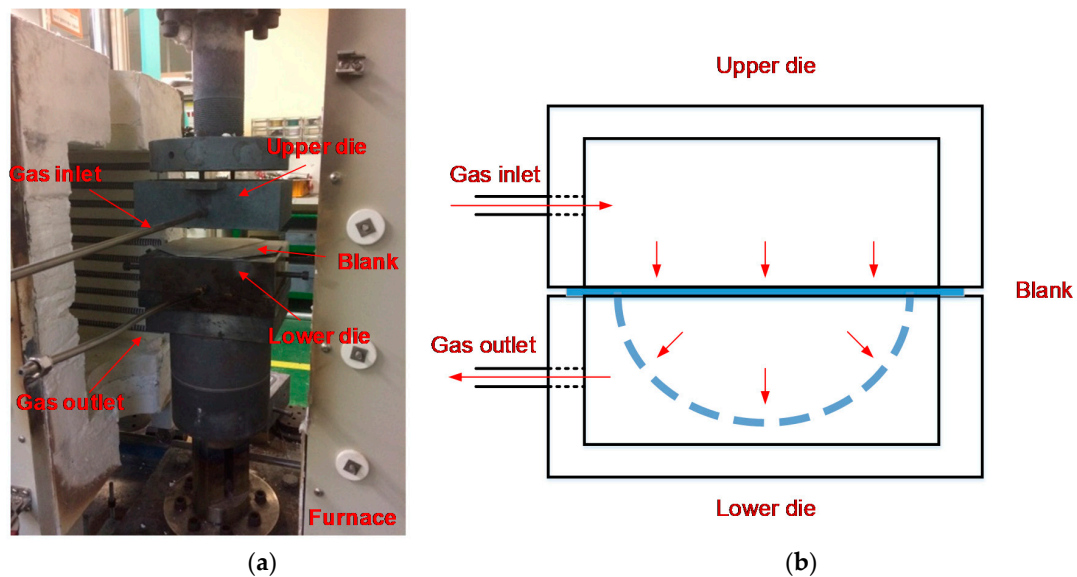 Upper die
Gas inlet
Blank
Lower die
Gas outlet
Furnace
(a)
Upper die
Gas inlet
Blank
Gas outlet
Lower die
(b)